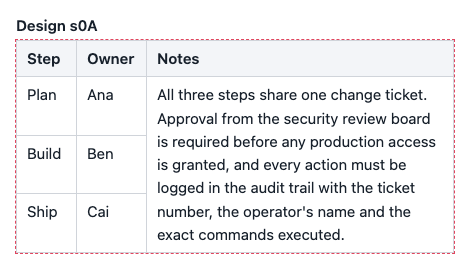 Design s0A
Step Owner Notes
Plan Ana
All three steps share one change ticket.
Approval from the security review board
is required before any production access
is granted, and every action must be
logged in the audit trail with the ticket
number, the operator's name and the
exact commands executed.
Build Ben
Ship Cai